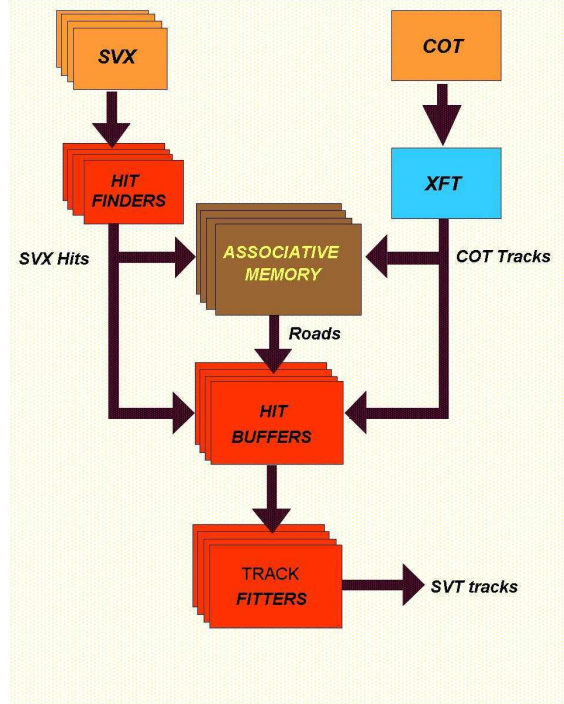 SVX
COT
HIT
FINDERS
XFT
SVX Hits
ASSOCIATIVE
MEMORY
COT Tracks
Roads
HIT
BUFFERS
TRACK
FITTERS
SVT tracks